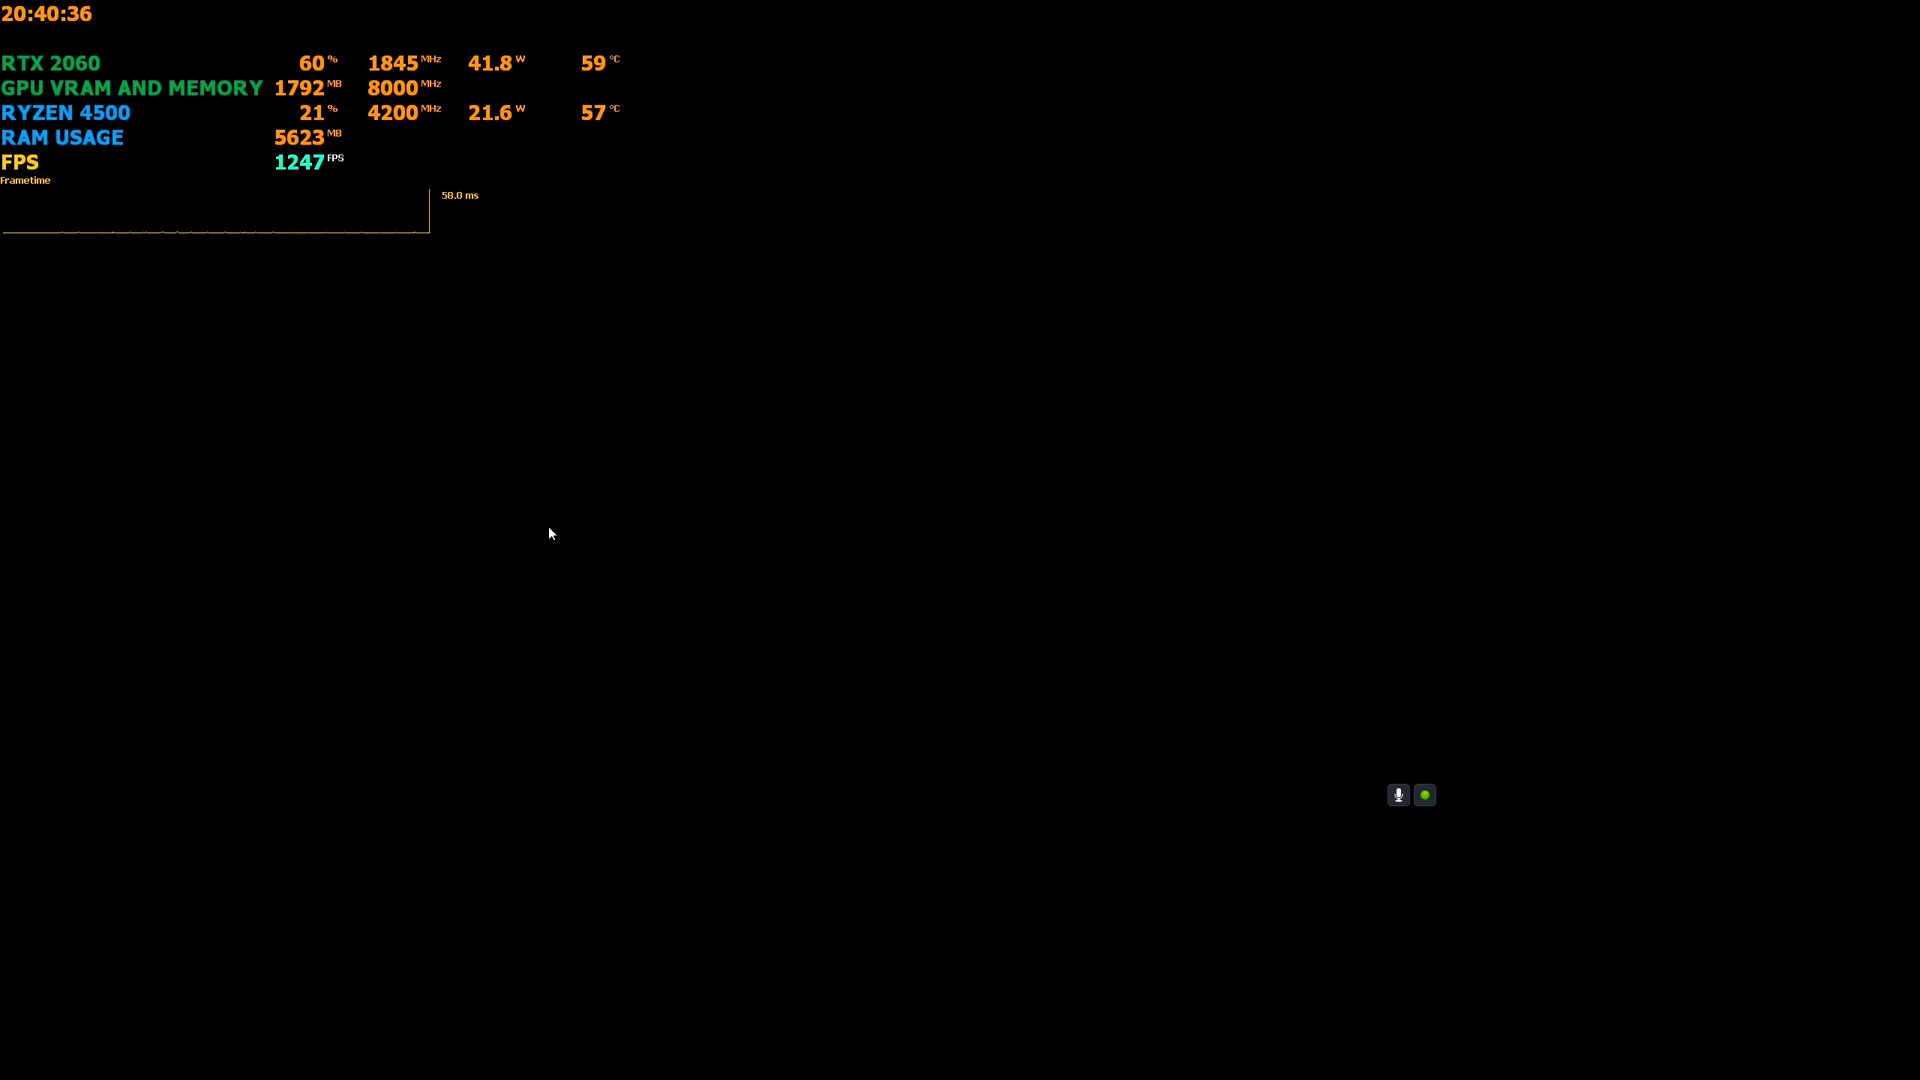 20:40:36
RTX 2060 60 % 1845 MHz 41.8 W 59 °C
GPU VRAM AND MEMORY 1792 MB 8000 MHz
RYZEN 4500 21 % 4200 MHz 21.6 W 57 °C
RAM USAGE 5623 MB
FPS 1247 FPS
Frametime
58.0 ms